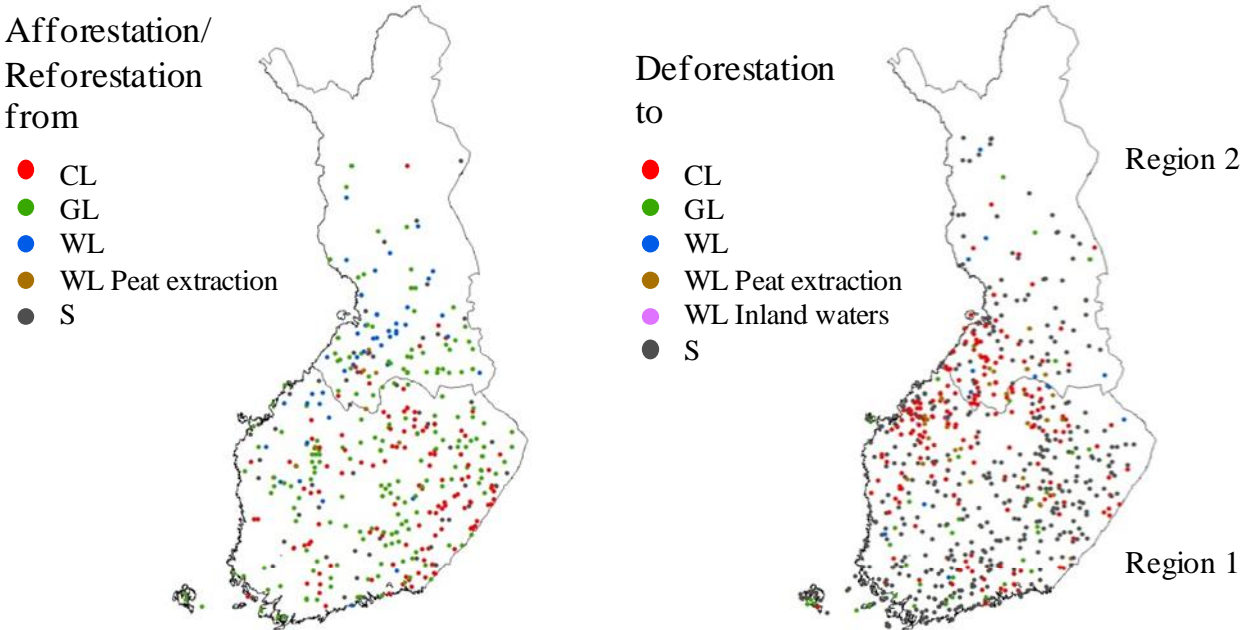 Afforestation/
Reforestation
from
CL
GL
WL
WL Peat extraction
S
Deforestation
to
CL
GL
WL
WL Peat extraction
WL Inland waters
S
Region 2
Region 1